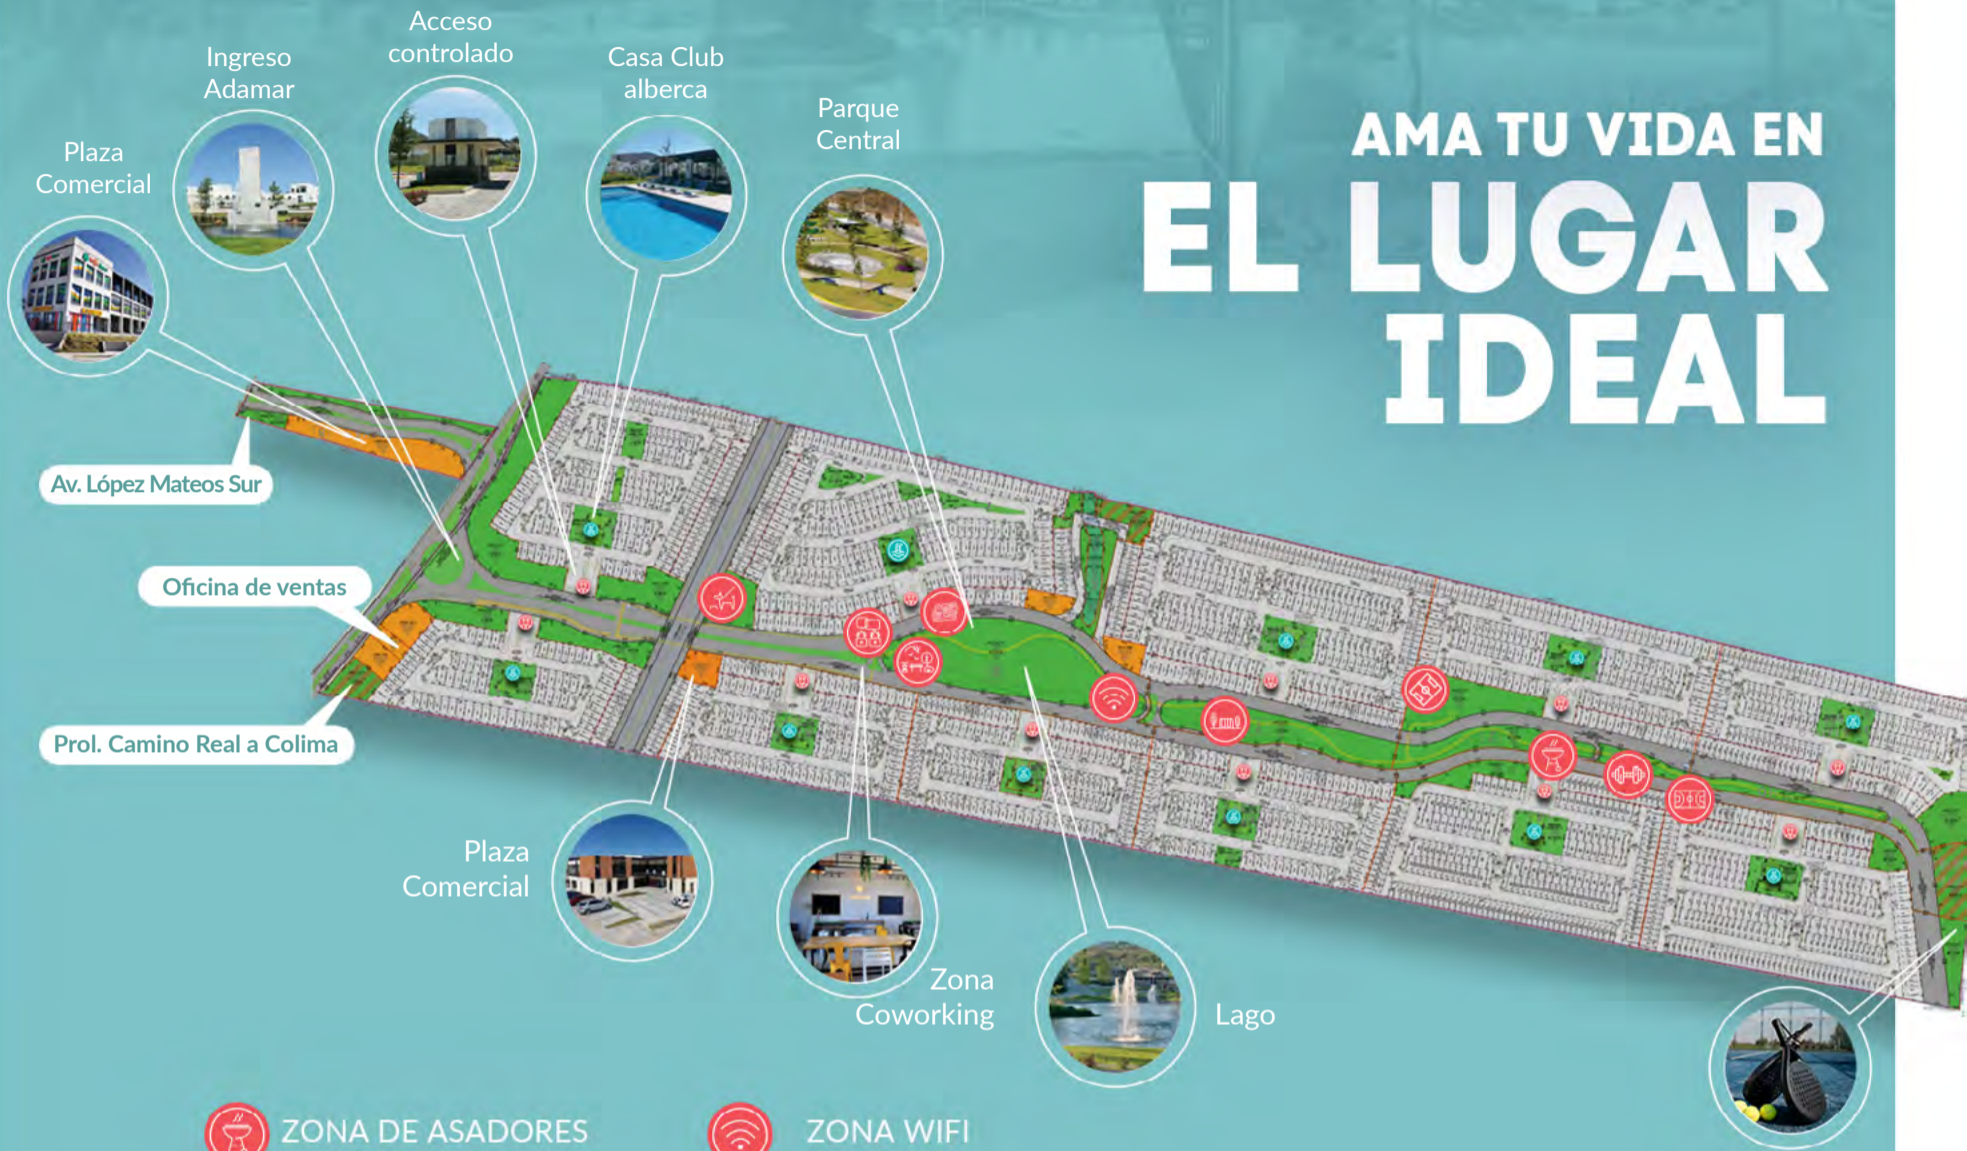 Acceso
controlado
Ingreso
Adamar
Casa Club
alberca
Parque
Central
Plaza
Comercial
AMA TU VIDA EN
EL LUGAR
IDEAL
Av. López Mateos Sur
Oficina de ventas
Prol. Camino Real a Colima
Plaza
Comercial
Zona
Coworking
Lago
ZONA DE ASADORES
ZONA WIFI